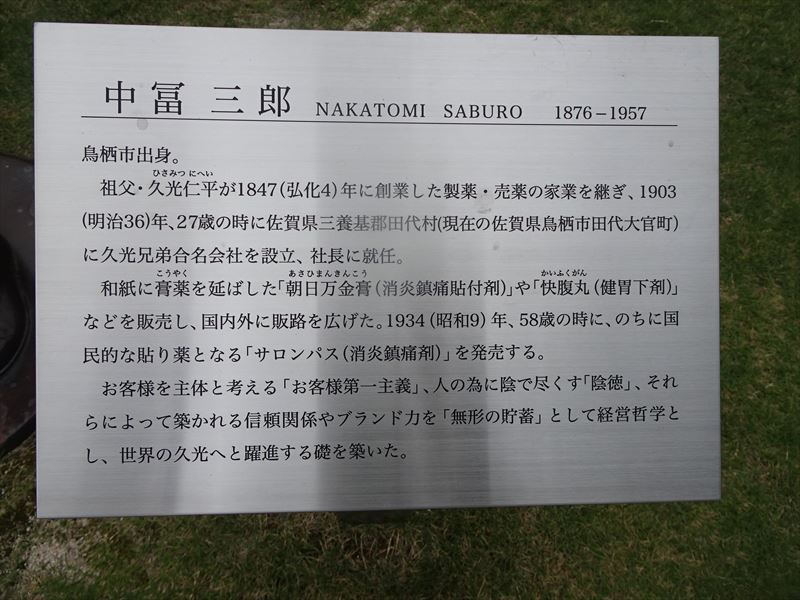 中冨 三郎 NAKATOMI SABURO 1876－1957
鳥栖市出身。
ひさみつ にへい
祖父・久光仁平が1847(弘化4)年に創業した製薬・売薬の家業を継ぎ、1903
(明治36)年、27歳の時に佐賀県三養基郡田代村(現在の佐賀県鳥栖市田代大官町)
に久光兄弟合名会社を設立、社長に就任。
こうやく あさひまんきんこう かいふくがん
和紙に膏薬を延ばした「朝日万金膏(消炎鎮痛貼付剤)」や「快腹丸(健胃下剤)」
などを販売し、国内外に販路を広げた。1934(昭和9)年、58歳の時に、のちに国
民的な貼り薬となる「サロンパス(消炎鎮痛剤)」を発売する。
お客様を主体と考える「お客様第一主義」、人の為に陰で尽くす「陰徳」、それ
らによって築かれる信頼関係やブランド力を「無形の貯蓄」として経営哲学と
し、世界の久光へと躍進する礎を築いた。